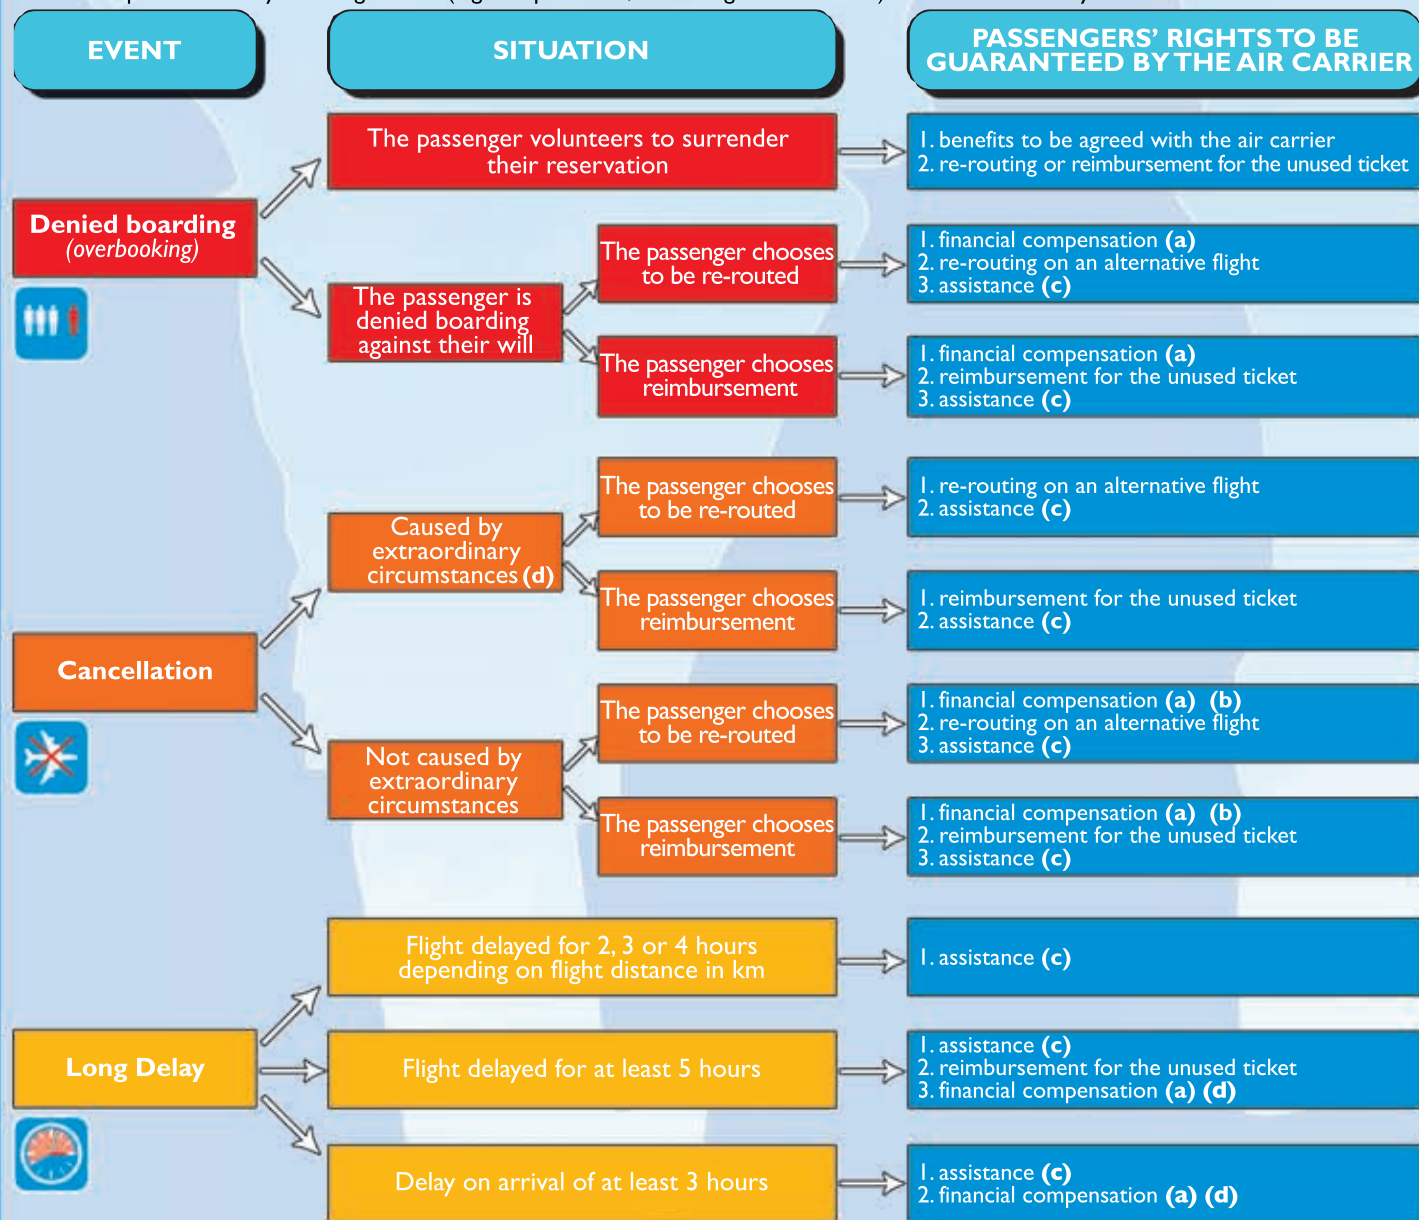 EVENT
SITUATION
PASSENGERS' RIGHTS TO BE
GUARANTEED BY THE AIR CARRIER
Denied boarding
(overbooking)
The passenger volunteers to surrender
their reservation
1. benefits to be agreed with the air carrier
2. re-routing or reimbursement for the unused ticket
The passenger is
denied boarding
against their will
The passenger chooses
to be re-routed
1. financial compensation (a)
2. re-routing on an alternative flight
3. assistance (c)
The passenger chooses
reimbursement
1. financial compensation (a)
2. reimbursement for the unused ticket
3. assistance (c)
Cancellation
Caused by
extraordinary
circumstances (d)
The passenger chooses
to be re-routed
1. re-routing on an alternative flight
2. assistance (c)
The passenger chooses
reimbursement
1. reimbursement for the unused ticket
2. assistance (c)
Not caused by
extraordinary
circumstances
The passenger chooses
to be re-routed
1. financial compensation (a) (b)
2. re-routing on an alternative flight
3. assistance (c)
The passenger chooses
reimbursement
1. financial compensation (a) (b)
2. reimbursement for the unused ticket
3. assistance (c)
Long Delay
Flight delayed for 2, 3 or 4 hours
depending on flight distance in km
1. assistance (c)
Flight delayed for at least 5 hours
1. assistance (c)
2. reimbursement for the unused ticket
3. financial compensation (a) (d)
Delay on arrival of at least 3 hours
1. assistance (c)
2. financial compensation (a) (d)